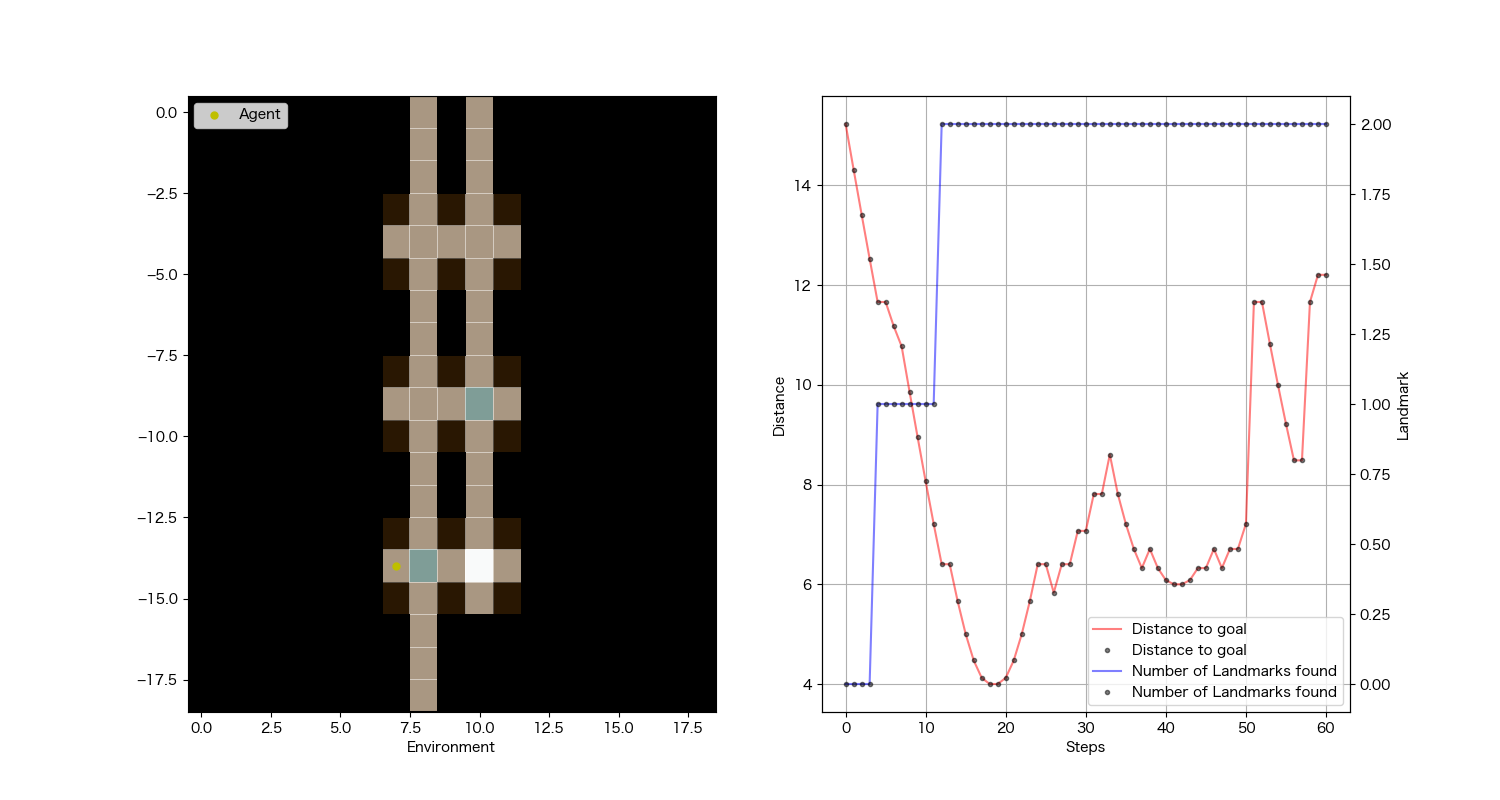 Agent
0.0
−2.5
−5.0
−7.5
−10.0
−12.5
−15.0
−17.5
0.0 2.5 5.0 7.5 10.0 12.5 15.0 17.5
Environment
Distance
14
12
10
8
6
4
2.00
1.75
1.50
1.25
1.00
0.75
0.50
0.25
0.00
Landmark
Distance to goal
Distance to goal
Number of Landmarks found
Number of Landmarks found
0 10 20 30 40 50 60
Steps